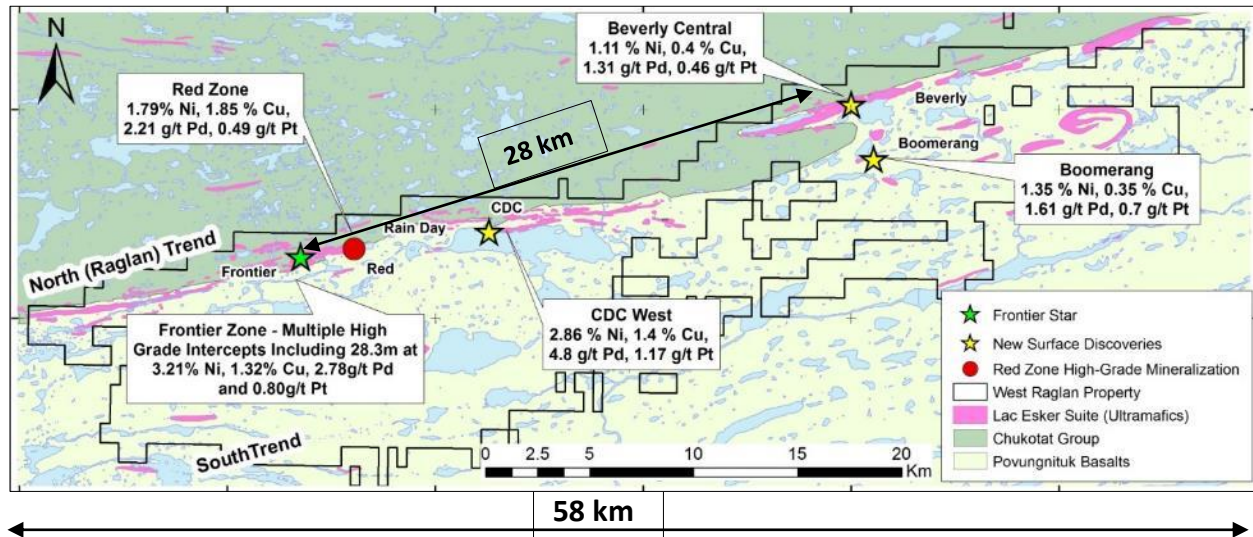 N
Beverly Central
1.11 % Ni, 0.4 % Cu,
1.31 g/t Pd, 0.46 g/t Pt
Red Zone
1.79% Ni, 1.85 % Cu,
2.21 g/t Pd, 0.49 g/t Pt
28 km
Beverly
Boomerang
Boomerang
1.35 % Ni, 0.35 % Cu,
1.61 g/t Pd, 0.7 g/t Pt
CDC
Rain Day
North (Raglan) Trend
Frontier
Red
Frontier Zone - Multiple High
Grade Intercepts Including 28.3m at
3.21% Ni, 1.32% Cu, 2.78g/t Pd
and 0.80g/t Pt
CDC West
2.86 % Ni, 1.4 % Cu,
4.8 g/t Pd, 1.17 g/t Pt
Frontier Star
New Surface Discoveries
Red Zone High-Grade Mineralization
West Raglan Property
Lac Esker Suite (Ultramafics)
Chukotat Group
Povungnituk Basalts
SouthTrend
0 2.5 5 10 15 20
Km
58 km